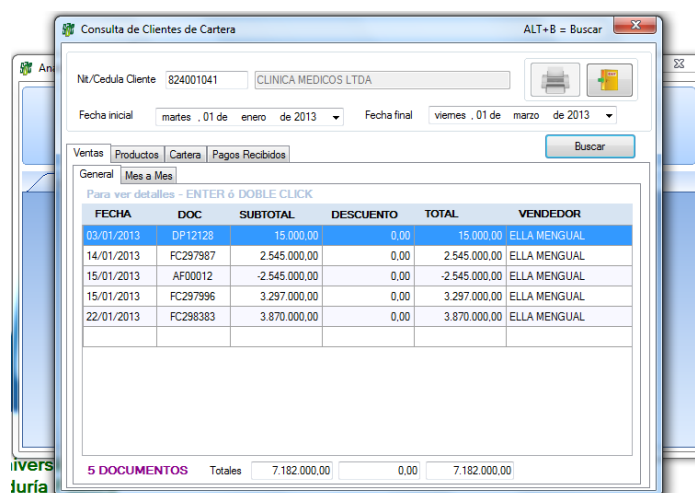 Consulta de Clientes de Cartera ALT+B = Buscar
Nit/Cedula Cliente 824001041 CLINICA MEDICOS LTDA
Fecha inicial martes , 01 de enero de 2013 Fecha final viernes , 01 de marzo de 2013
Buscar
Ventas Productos Cartera Pagos Recibidos
General Mes a Mes
Para ver detalles - ENTER ó DOBLE CLICK
FECHA DOC SUBTOTAL DESCUENTO TOTAL VENDEDOR
03/01/2013 DP12128 15.000,00 0,00 15.000,00 ELLA MENGUAL
14/01/2013 FC297987 2.545.000,00 0,00 2.545.000,00 ELLA MENGUAL
15/01/2013 AF00012 -2.545.000,00 0,00 -2.545.000,00 ELLA MENGUAL
15/01/2013 FC297996 3.297.000,00 0,00 3.297.000,00 ELLA MENGUAL
22/01/2013 FC298383 3.870.000,00 0,00 3.870.000,00 ELLA MENGUAL
5 DOCUMENTOS Totales 7.182.000,00 0,00 7.182.000,00
Ana
ivers
duría